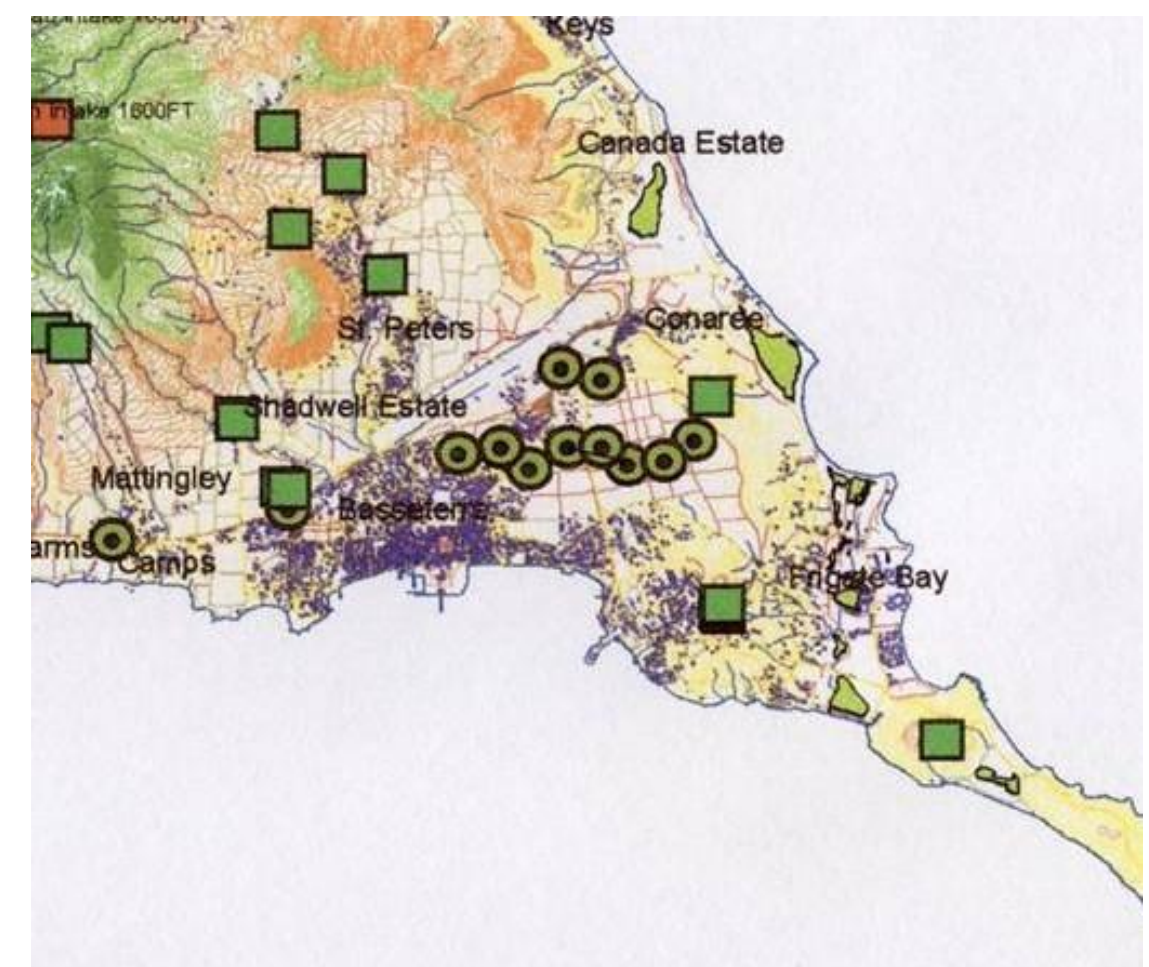 Keys
intake 1600FT
Canada Estate
Conaree
St. Peters
Shadwell Estate
Mattingley
Basseterre
Camps
Frigate Bay